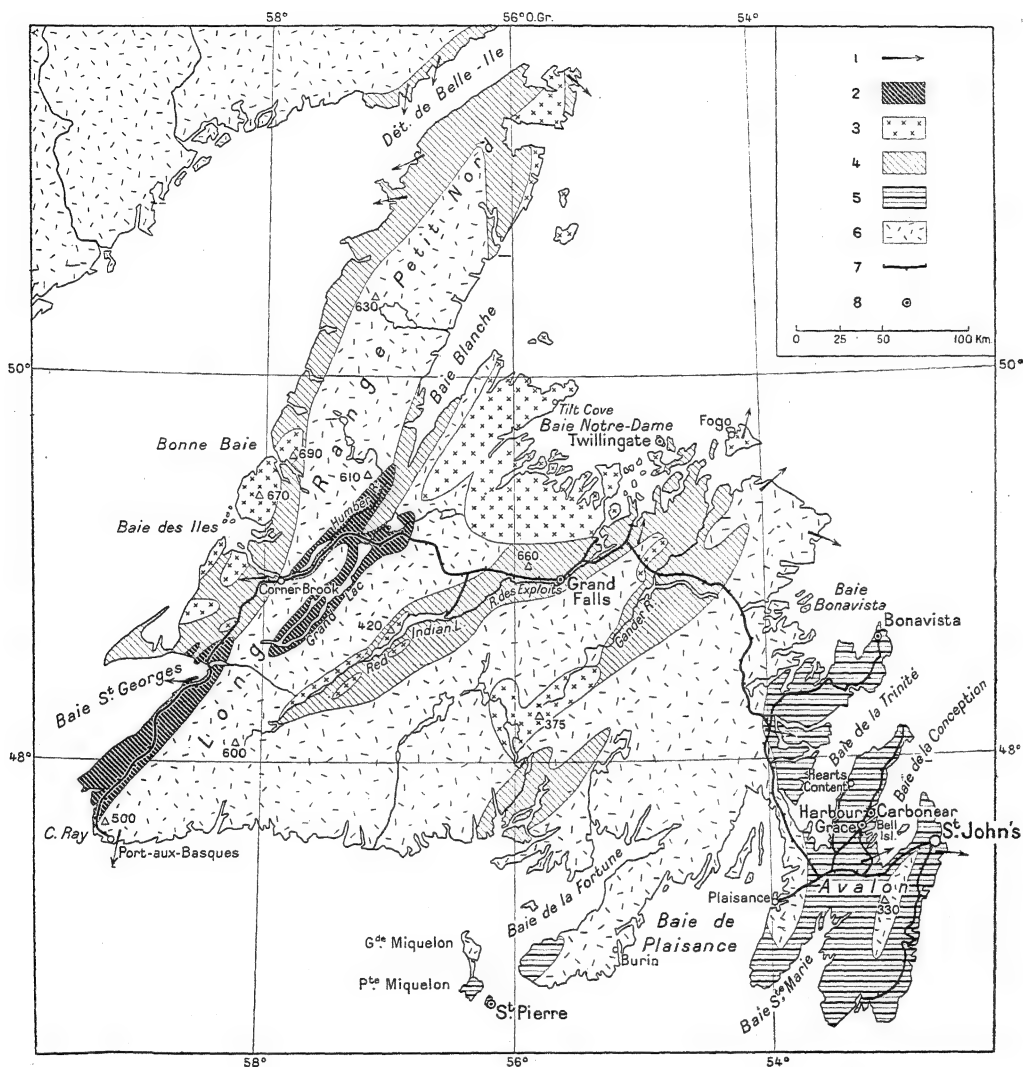 58°
56° O.Gr.
54°
1
2
3
4
5
6
7
8
0 25 50 100 Km.
Dét. de Belle-Ile
Petit Nord
630
50°
50°
Baie Blanche
Long Range
Tilt Cove
Baie Notre-Dame
Twillingate
Fogo
Bonne Baie
690
610
670
Humber R.
Baie des Iles
660
Corner Brook
Grand Lac
R. des Exploits
Grand
Falls
420
Indian L.
Red
Gander R.
Baie
Bonavista
Bonavista
Baie St Georges
600
375
Baie de la Trinité
Baie de la Conception
48°
48°
Hearts
Content
Harbour
Grace
Carbonear
Bell
Isl.
St. John's
500
C. Ray
Port-aux-Basques
Avalon
330
Plaisance
Baie de la Fortune
Baie de
Plaisance
Gde Miquelon
Burin
Pte Miquelon
St. Pierre
Baie Ste Marie
58°
56°
54°